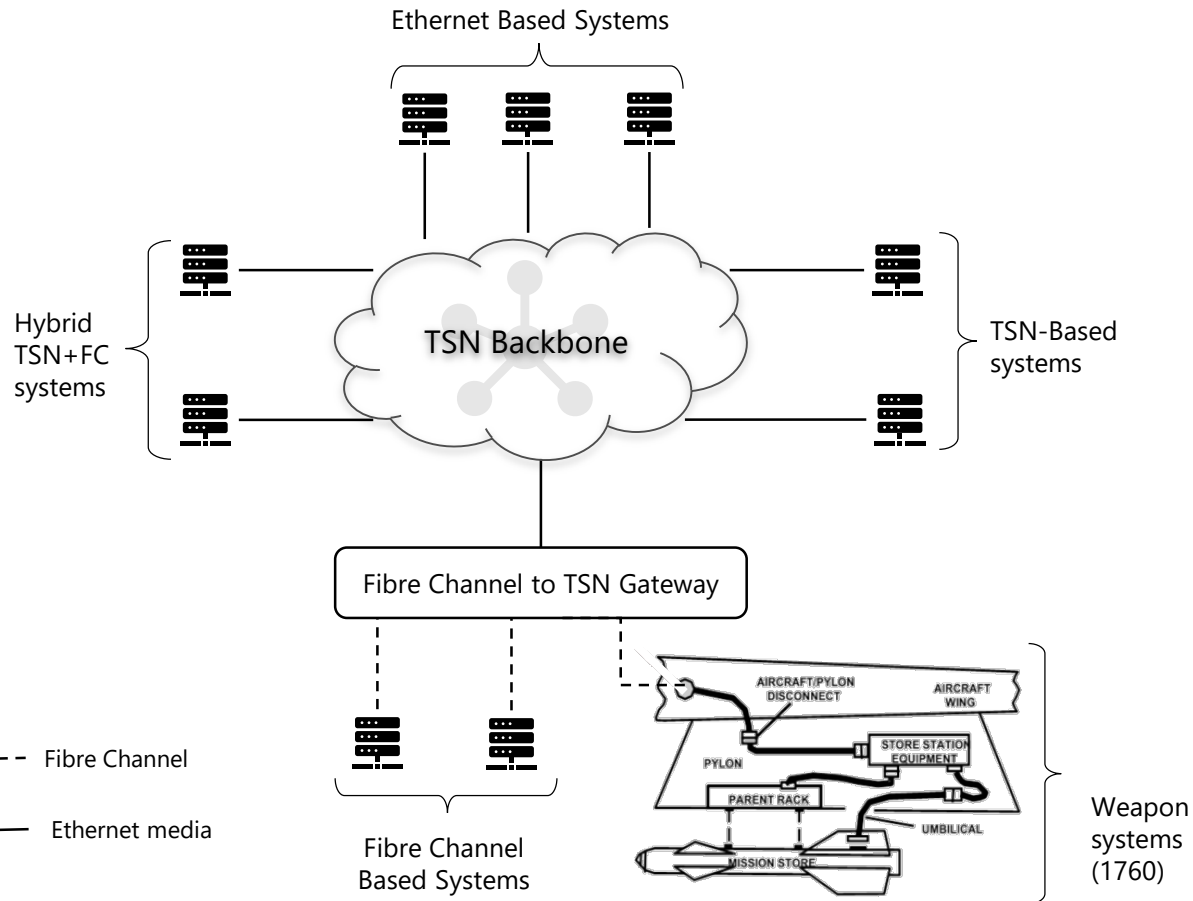 Ethernet Based Systems
Hybrid
TSN+FC
systems
TSN Backbone
TSN-Based
systems
Fibre Channel to TSN Gateway
AIRCRAFT/PYLON
DISCONNECT
AIRCRAFT
WING
STORE STATION
EQUIPMENT
PYLON
PARENT RACK
UMBILICAL
MISSION STORE
Fibre Channel
Ethernet media
Fibre Channel
Based Systems
Weapon
systems
(1760)